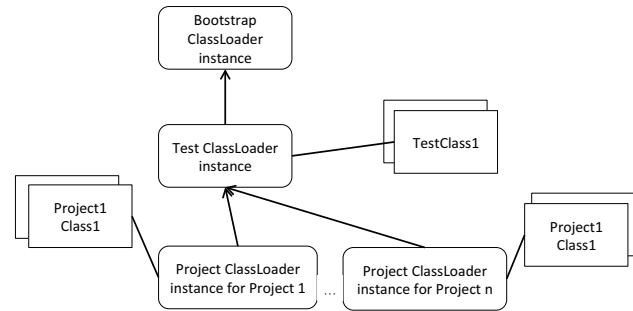 Bootstrap
ClassLoader
instance
Test ClassLoader
instance
TestClass1
Project1
Class1
Project1
Class1
Project ClassLoader
instance for Project 1
...
Project ClassLoader
instance for Project n